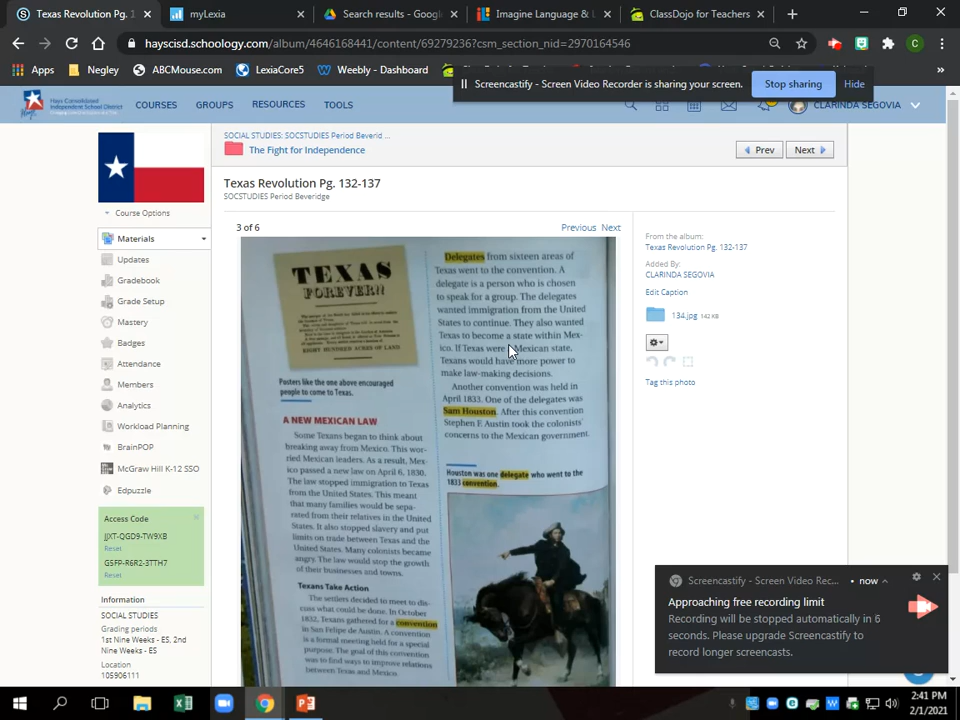 Texas Revolution Pg. 1
myLexia
Search results - Googl
Imagine Language & L
ClassDojo for Teachers
hayscisd.schoology.com/album/4646168441/content/69279236?csm_section_nid=2970164546
C
Apps
Negley
ABCMouse.com
LexiaCore5
Weebly - Dashboard
Screencastify - Screen Video Recorder is sharing your screen.
Stop sharing
Hide
Hays Consolidated
Independent School District
COURSES
GROUPS
RESOURCES
TOOLS
CLARINDA SEGOVIA
SOCIAL STUDIES: SOCSTUDIES Period Beverid ...
The Fight for Independence
Prev
Next
Texas Revolution Pg. 132-137
SOCSTUDIES Period Beveridge
Course Options
Materials
Updates
Gradebook
Grade Setup
Mastery
Badges
Attendance
Members
Analytics
Workload Planning
BrainPOP
McGraw Hill K-12 SSO
Edpuzzle
Access Code
JJXT-QGD9-TW9XB
Reset
GSFP-R6R2-3TTH7
Reset
Information
SOCIAL STUDIES
Grading periods
1st Nine Weeks - ES, 2nd
Nine Weeks - ES
Location
105906111
3 of 6
Previous
Next
TEXAS
FOREVER!!
EIGHT HUNDRED ACRES OF LAND
Posters like the one above encouraged
people to come to Texas.
A NEW MEXICAN LAW
Some Texans began to think about
breaking away from Mexico. This wor-
ried Mexican leaders. As a result, Mex-
ico passed a new law on April 6, 1830.
The law stopped immigration to Texas
from the United States. This meant
that many families would be sepa-
rated from their relatives in the United
States. It also stopped slavery and put
limits on trade between Texas and the
United States. Many colonists became
angry. The law would stop the growth
of their businesses and towns.
Texans Take Action
The settlers decided to meet to dis-
cuss what could be done. In October
1832, Texans gathered for a convention
in San Felipe de Austin. A convention
is a formal meeting held for a special
purpose. The goal of this convention
was to find ways to improve relations
between Texas and Mexico.
Delegates from sixteen areas of
Texas went to the convention. A
delegate is a person who is chosen
to speak for a group. The delegates
wanted immigration from the United
States to continue. They also wanted
Texas to become a state within Mex-
ico. If Texas were a Mexican state,
Texans would have more power to
make law-making decisions.
Another convention was held in
April 1833. One of the delegates was
Sam Houston. After this convention
Stephen F. Austin took the colonists'
concerns to the Mexican government.
Houston was one delegate who went to the
1833 convention.
From the album:
Texas Revolution Pg. 132-137
Added By:
CLARINDA SEGOVIA
Edit Caption
134.jpg 142 KB
Tag this photo
Screencastify - Screen Video Rec...
• now
Approaching free recording limit
Recording will be stopped automatically in 6
seconds. Please upgrade Screencastify to
record longer screencasts.
2:41 PM
2/1/2021